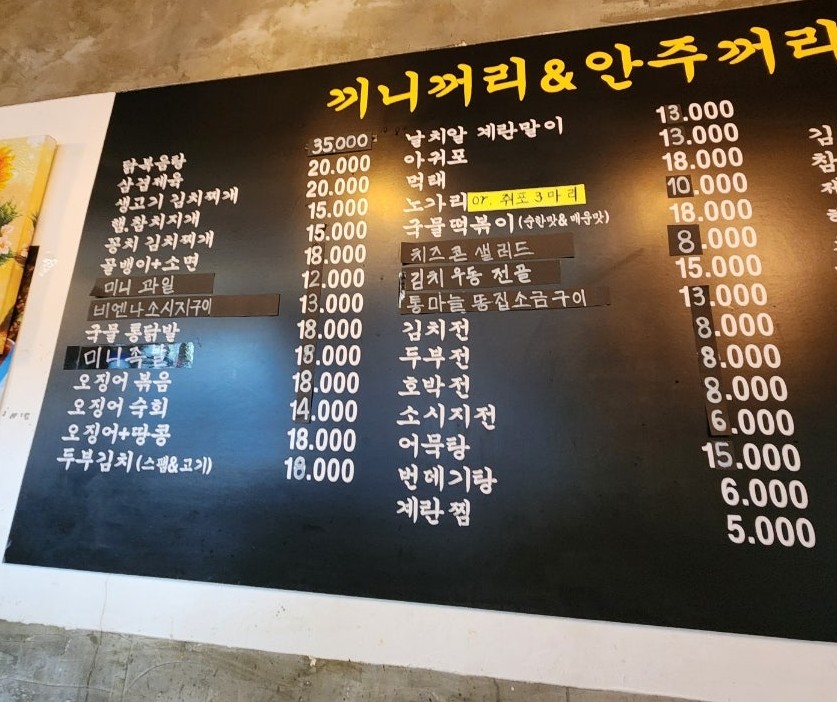 끼니꺼리&안주꺼리
닭볶음탕 35.000
삼겹제육 20.000
생고기 김치찌개 20.000
햄.참치지개 15.000
꽁치 김치찌개 15.000
골뱅이+소면 18.000
미니 과일 12.000
비엔나소시지구이 13.000
국물 통닭발 18.000
미니족발 18.000
오징어 볶음 18.000
오징어 숙회 14.000
오징어+땅콩 18.000
두부김치(스팸&고기) 18.000
날치알 계란말이 13.000
아귀포 13.000
먹태 18.000
노가리 or. 쥐포 3마리 10.000
국물떡볶이(순한맛&매운맛) 18.000
치즈콘 샐러드 8.000
김치우동 전골 15.000
통마늘 똥집소금구이 13.000
김치전 8.000
두부전 8.000
호박전 8.000
소시지전 6.000
어묵탕 15.000
번데기탕 6.000
계란찜 5.000
김
참